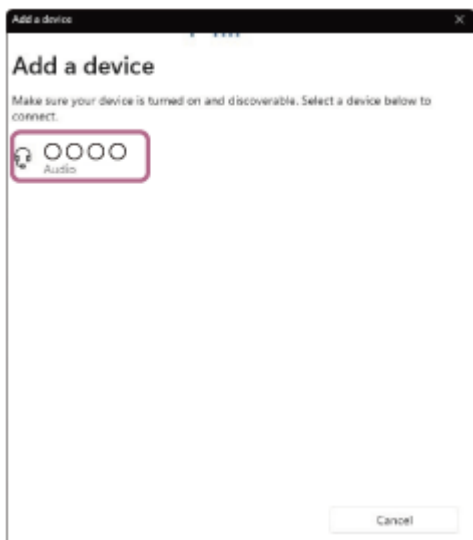 Add a device
Add a device
Make sure your device is turned on and discoverable. Select a device below to
connect.
○○○○
Audio
Cancel